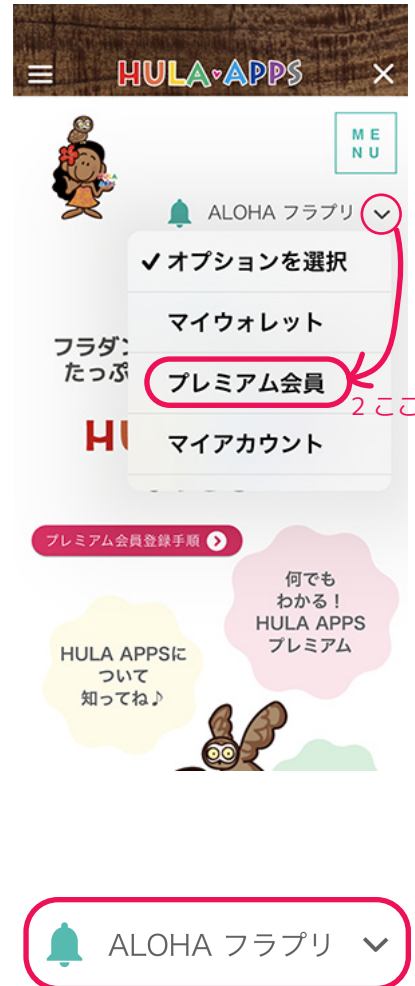 HULA♥APPS
ME
NU
ALOHA フラプリ
✓オプションを選択
マイウォレット
プレミアム会員
2 ここ
マイアカウント
フラダン
たっぷ
HU
プレミアム会員登録手順
何でも
わかる！
HULA APPS
プレミアム
HULA APPSに
ついて
知ってね♪
ALOHA フラプリ